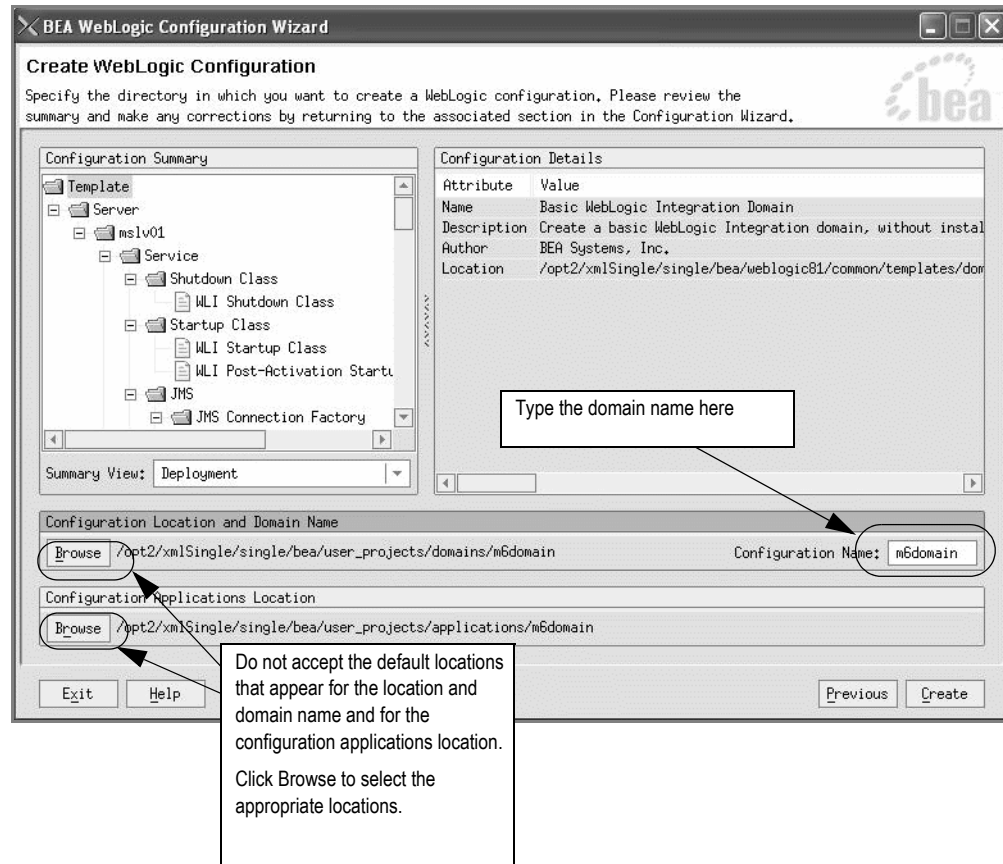 BEA WebLogic Configuration Wizard
Create WebLogic Configuration
Specify the directory in which you want to create a WebLogic configuration. Please review the
summary and make any corrections by returning to the associated section in the Configuration Wizard.
bea
Configuration Summary
Template
Server
mslv01
Service
Shutdown Class
WLI Shutdown Class
Startup Class
WLI Startup Class
WLI Post-Activation Startu
JMS
JMS Connection Factory
Summary View: Deployment
Configuration Details
Attribute Value
Name Basic WebLogic Integration Domain
Description Create a basic WebLogic Integration domain, without instal
Author BEA Systems, Inc.
Location /opt2/xmlSingle/single/bea/weblogic81/common/templates/dom
Type the domain name here
Configuration Location and Domain Name
Browse /opt2/xmlSingle/single/bea/user_projects/domains/m6domain Configuration Name: m6domain
Configuration Applications Location
Browse /opt2/xmlSingle/single/bea/user_projects/applications/m6domain
Do not accept the default locations
that appear for the location and
domain name and for the
configuration applications location.
Click Browse to select the
appropriate locations.
Exit Help Previous Create